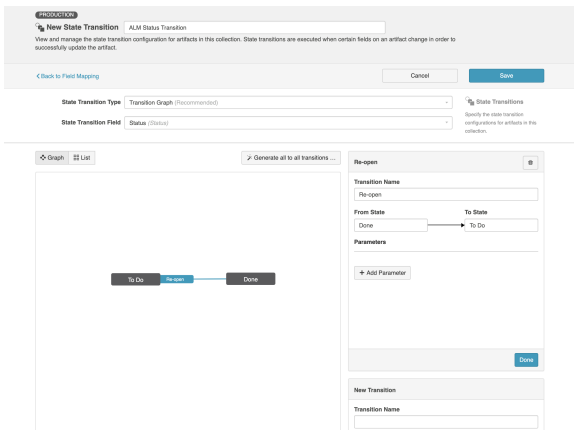 PRODUCTION
New State Transition
ALM Status Transition
View and manage the state transition configuration for artifacts in this collection. State transitions are executed when certain fields on an artifact change in order to
successfully update the artifact.
Back to Field Mapping
Cancel
Save
State Transition Type
Transition Graph (Recommended)
State Transition Field
Status (Status)
State Transitions
Specify the state transition
configurations for artifacts in this
collection.
Graph
List
Generate all to all transitions ...
To Do
Re-open
Done
Re-open
Transition Name
Re-open
From State
To State
Done
To Do
Parameters
+ Add Parameter
Done
New Transition
Transition Name